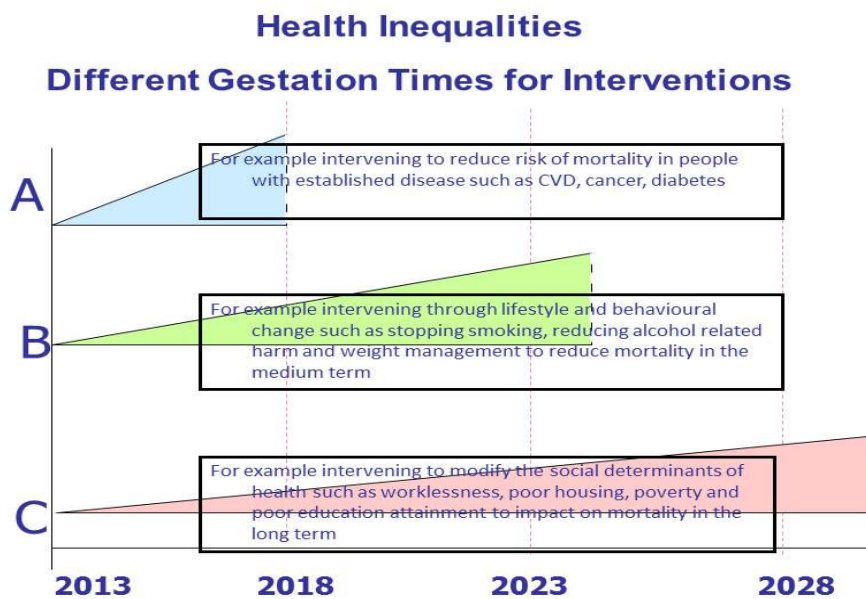 Health Inequalities
Different Gestation Times for Interventions
A
For example intervening to reduce risk of mortality in people
with established disease such as CVD, cancer, diabetes
B
For example intervening through lifestyle and behavioural
change such as stopping smoking, reducing alcohol related
harm and weight management to reduce mortality in the
medium term
C
For example intervening to modify the social determinants of
health such as worklessness, poor housing, poverty and
poor education attainment to impact on mortality in the
long term
2013 2018 2023 2028